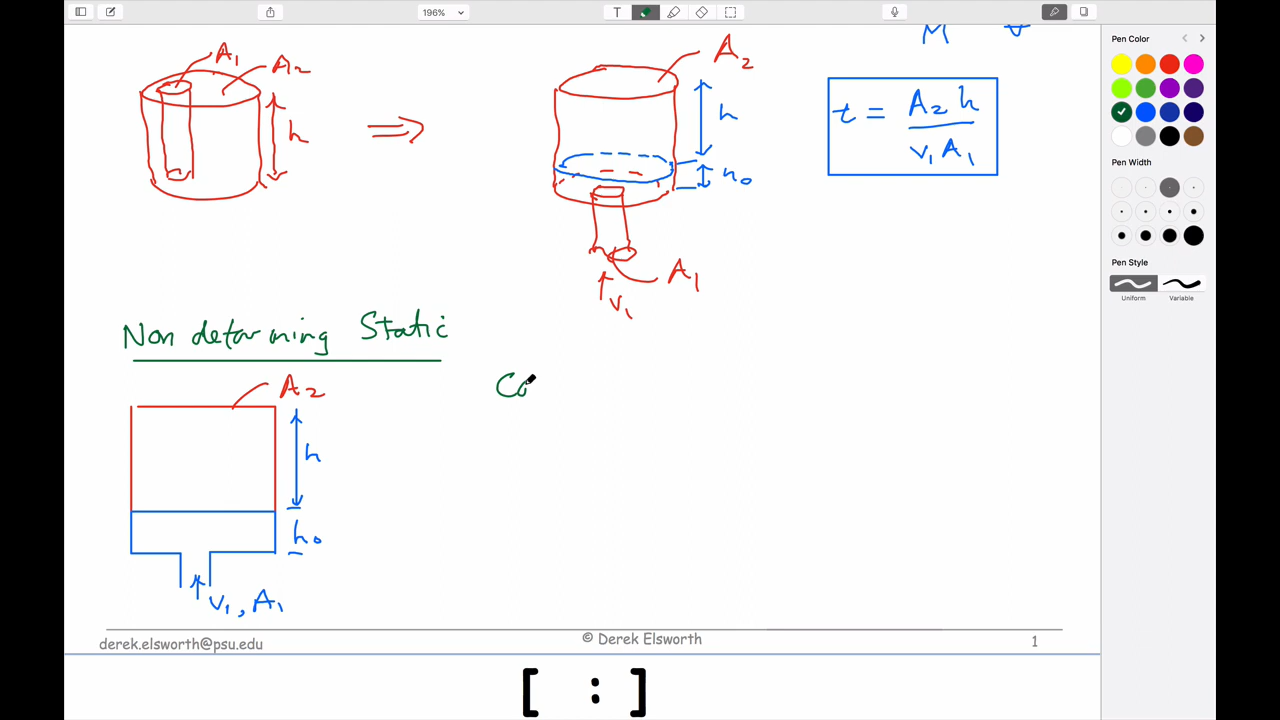 196%
T
M V
A₁
A₂
h
⇒
A₂
h
h₀
A₁
v₁
t = A₂ h / v₁ A₁
Non deforming Static
A₂
h
h₀
v₁, A₁
Co
derek.elsworth@psu.edu
© Derek Elsworth
1
[ : ]
Pen Color
Pen Width
Pen Style
Uniform
Variable